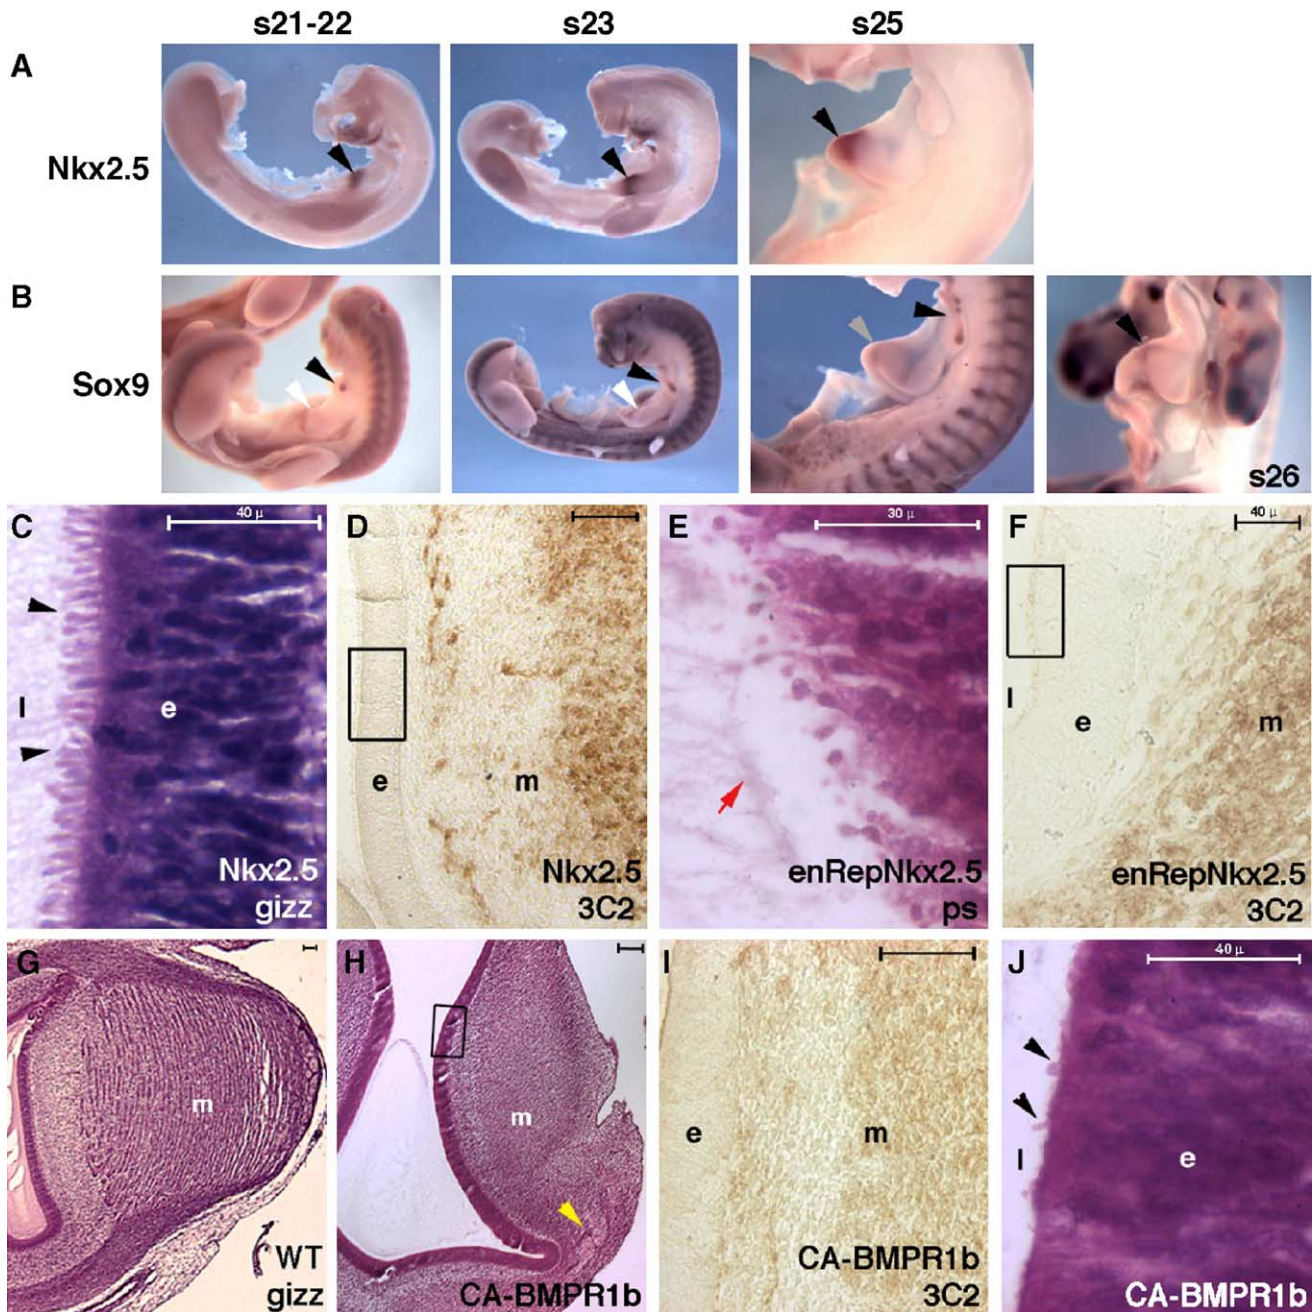 s21-22 s23 s25
A
Nkx2.5
B
Sox9
s26
C 40 μ D E 30 μ F 40 μ
l e e m l e m
Nkx2.5 Nkx2.5 enRepNkx2.5 enRepNkx2.5
gizz 3C2 ps 3C2
G H I J 40 μ
m m e m l e
WT CA-BMPR1b
gizz CA-BMPR1b 3C2 CA-BMPR1b